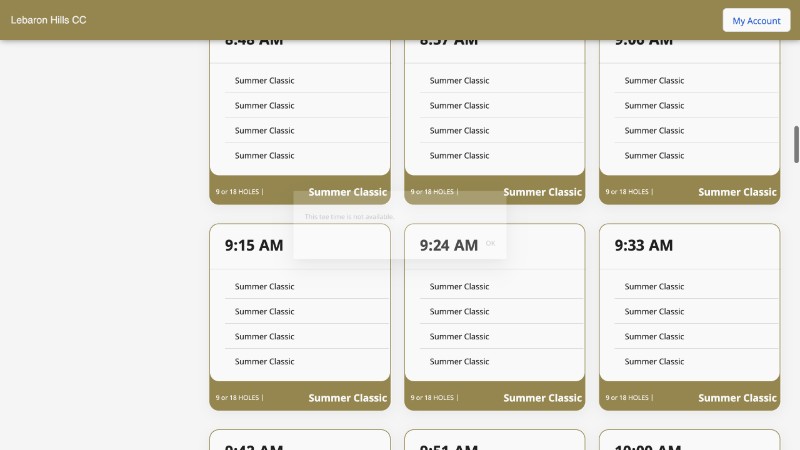 Lebaron Hills CC
My Account
8:48 AM
8:57 AM
9:06 AM
Summer Classic
Summer Classic
Summer Classic
Summer Classic
Summer Classic
Summer Classic
Summer Classic
Summer Classic
Summer Classic
Summer Classic
Summer Classic
Summer Classic
9 or 18 HOLES | Summer Classic
9 or 18 HOLES | Summer Classic
9 or 18 HOLES | Summer Classic
This tee time is not available.
OK
9:15 AM
9:24 AM
9:33 AM
Summer Classic
Summer Classic
Summer Classic
Summer Classic
Summer Classic
Summer Classic
Summer Classic
Summer Classic
Summer Classic
Summer Classic
Summer Classic
Summer Classic
9 or 18 HOLES | Summer Classic
9 or 18 HOLES | Summer Classic
9 or 18 HOLES | Summer Classic
9:42 AM
9:51 AM
10:00 AM